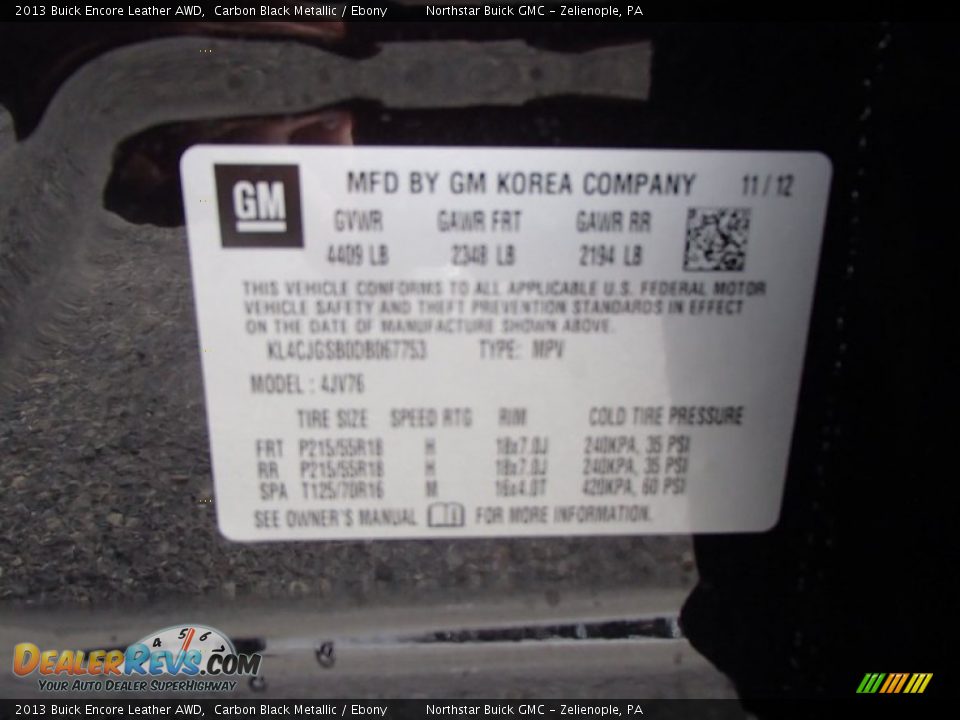 2013 Buick Encore Leather AWD, Carbon Black Metallic / Ebony Northstar Buick GMC - Zelienople, PA
GM MFD BY GM KOREA COMPANY 11 / 12
GVWR GAWR FRT GAWR RR
4409 LB 2348 LB 2194 LB
THIS VEHICLE CONFORMS TO ALL APPLICABLE U.S. FEDERAL MOTOR
VEHICLE SAFETY AND THEFT PREVENTION STANDARDS IN EFFECT
ON THE DATE OF MANUFACTURE SHOWN ABOVE.
KL4CJGSB0DB067753 TYPE: MPV
MODEL : 4JV76
TIRE SIZE SPEED RTG RIM COLD TIRE PRESSURE
FRT P215/55R18 H 18x7.0J 240KPA, 35 PSI
RR P215/55R18 H 18x7.0J 240KPA, 35 PSI
SPA T125/70R16 M 16x4.0T 420KPA, 60 PSI
SEE OWNER'S MANUAL FOR MORE INFORMATION.
4 5 6
DealerRevs.com
Your Auto Dealer SuperHighway
2013 Buick Encore Leather AWD, Carbon Black Metallic / Ebony Northstar Buick GMC - Zelienople, PA